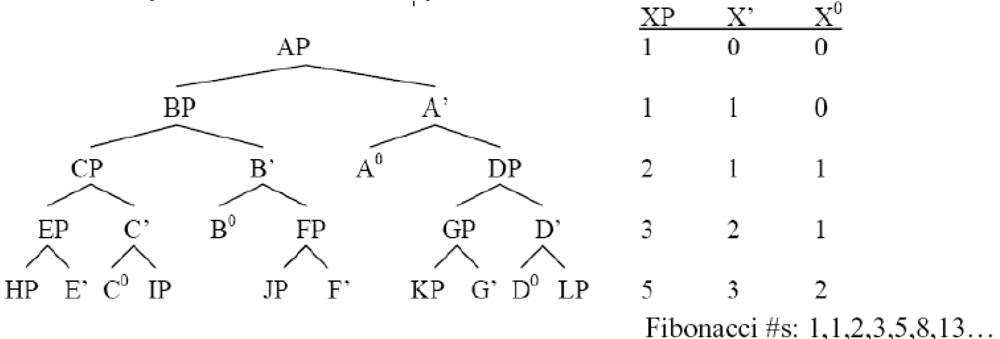 XP X’ X⁰
AP 1 0 0
BP A’ 1 1 0
CP B’ A⁰ DP 2 1 1
EP C’ B⁰ FP GP D’ 3 2 1
HP E’ C⁰ IP JP F’ KP G’ D⁰ LP 5 3 2
Fibonacci #s: 1,1,2,3,5,8,13…